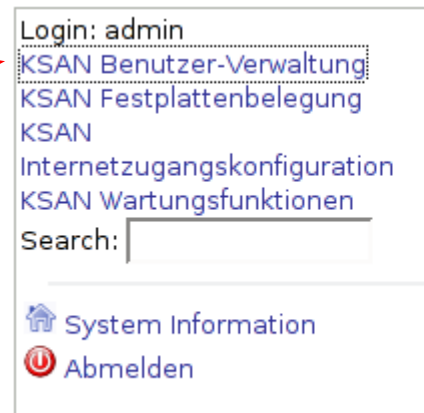 Login: admin
KSAN Benutzer-Verwaltung
KSAN Festplattenbelegung
KSAN
Internetzugangskonfiguration
KSAN Wartungsfunktionen
Search:
System Information
Abmelden